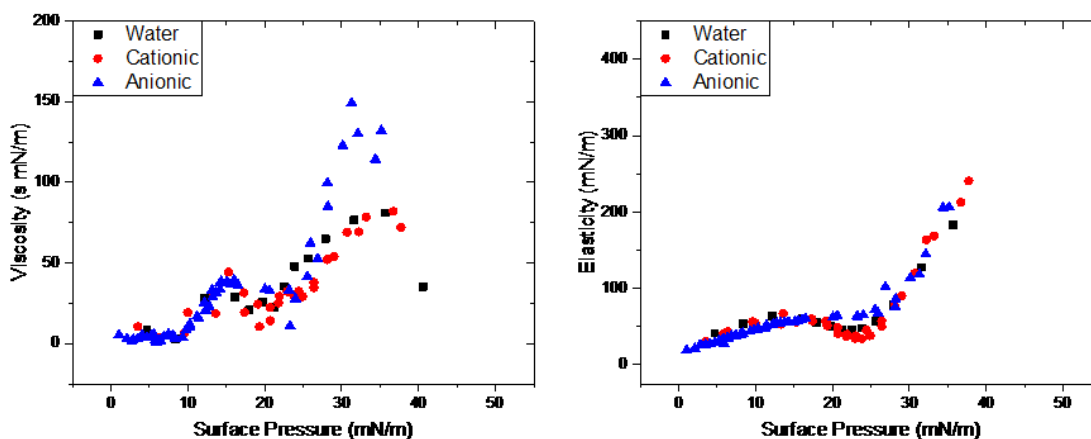 200
150
100
50
0
Viscosity (s mN/m)
Water
Cationic
Anionic
0 10 20 30 40 50
Surface Pressure (mN/m)
400
300
200
100
0
Elasticity (mN/m)
Water
Cationic
Anionic
0 10 20 30 40 50
Surface Pressure (mN/m)